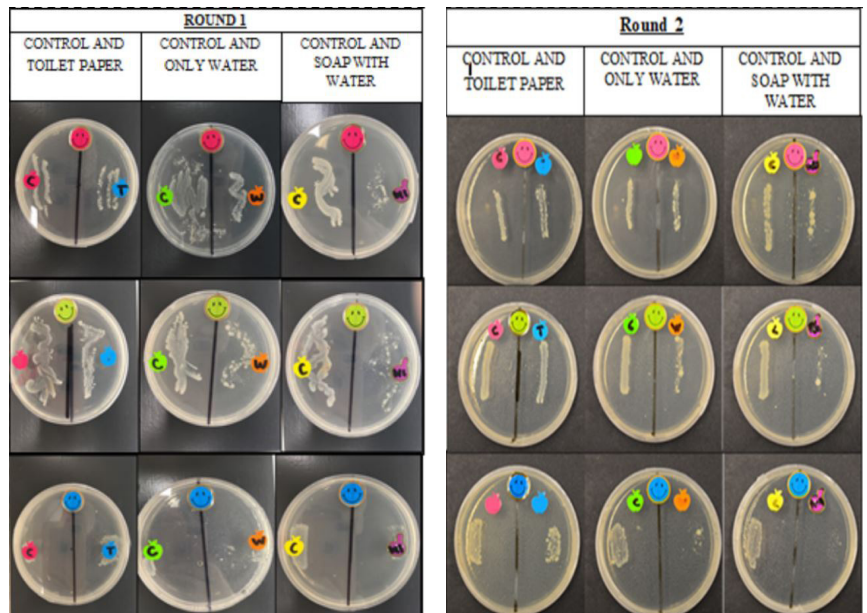 ROUND 1
CONTROL AND
TOILET PAPER
CONTROL AND
ONLY WATER
CONTROL AND
SOAP WITH
WATER
C
T
C
W
C
C
W
C
C
T
C
W
C
Round 2
CONTROL AND
TOILET PAPER
CONTROL AND
ONLY WATER
CONTROL AND
SOAP WITH
WATER
C
C
C
T
C
W
C